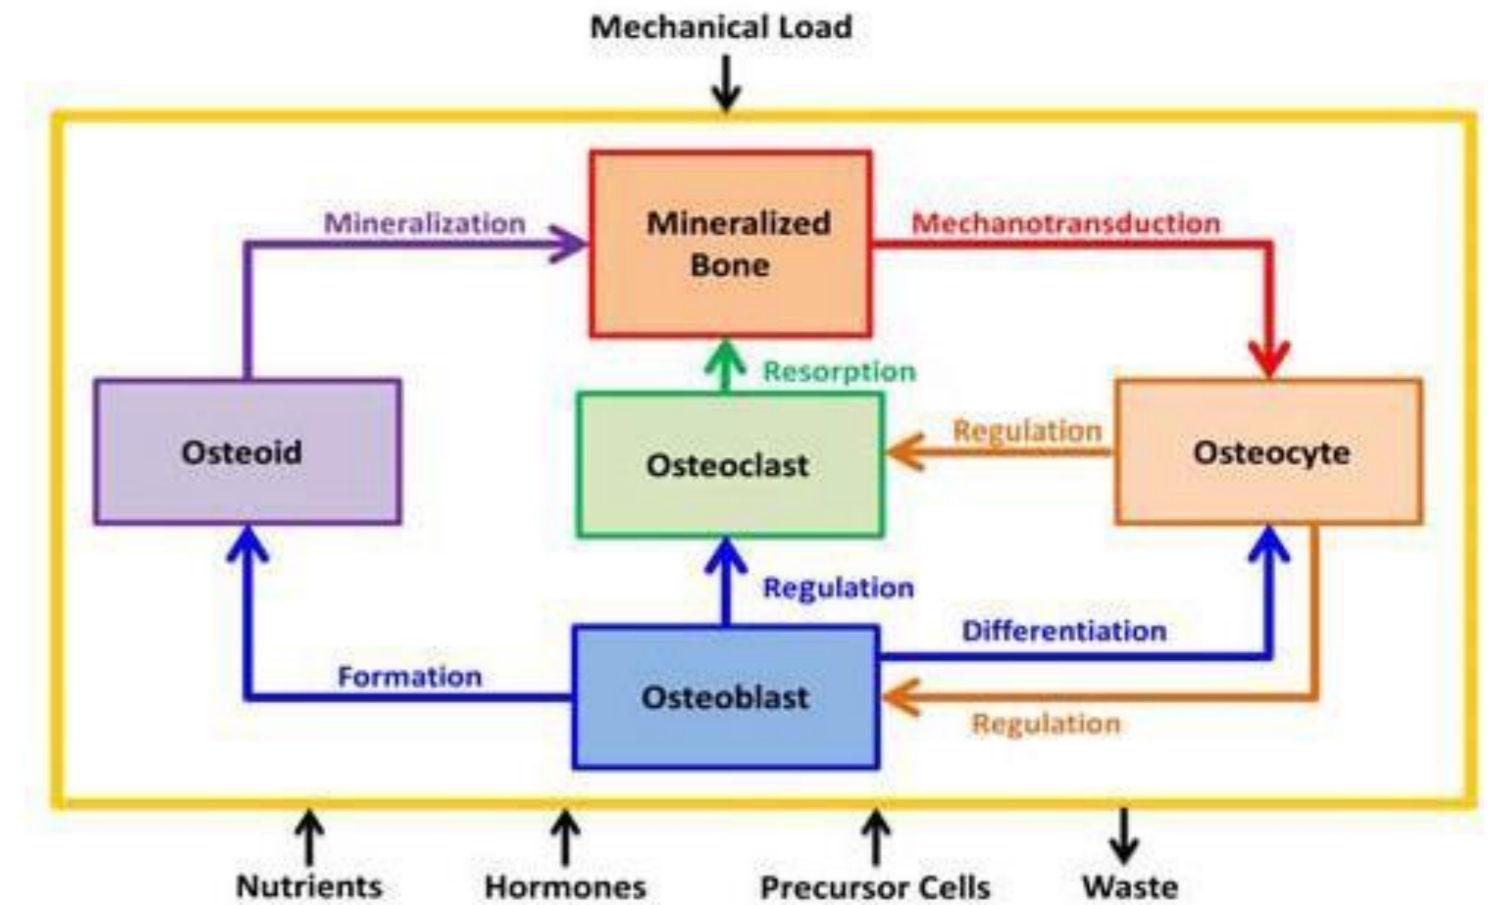 Mechanical Load
Mineralization
Mineralized
Bone
Mechanotransduction
Resorption
Osteoid
Osteoclast
Regulation
Osteocyte
Regulation
Differentiation
Formation
Osteoblast
Regulation
Nutrients
Hormones
Precursor Cells
Waste